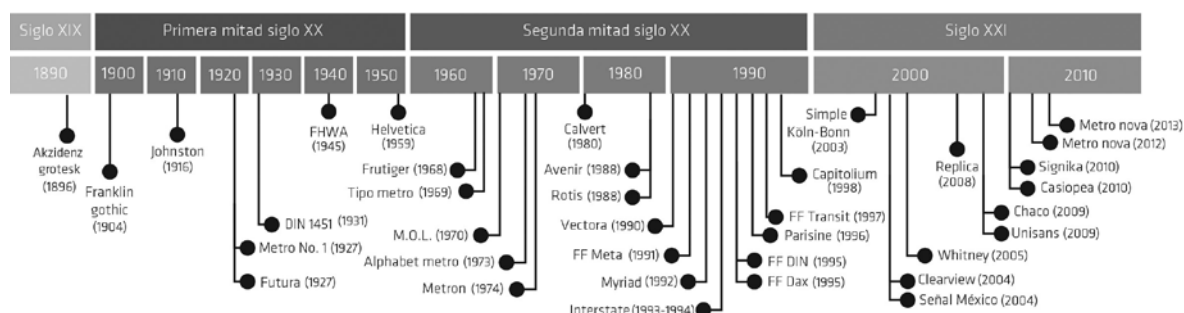 Siglo XIX
Primera mitad siglo XX
Segunda mitad siglo XX
Siglo XXI
1890
1900
1910
1920
1930
1940
1950
1960
1970
1980
1990
2000
2010
Akzidenz
grotesk
(1896)
Franklin
gothic
(1904)
Johnston
(1916)
DIN 1451 (1931)
Metro No. 1 (1927)
Futura (1927)
FHWA
(1945)
Helvetica
(1959)
Frutiger (1968)
Tipo metro (1969)
M.O.L. (1970)
Alphabet metro (1973)
Metron (1974)
Calvert
(1980)
Avenir (1988)
Rotis (1988)
Vectora (1990)
FF Meta (1991)
Myriad (1992)
Interstate (1993-1994)
Capitolium
(1998)
FF Transit (1997)
Parisine (1996)
FF DIN (1995)
FF Dax (1995)
Simple
Köln-Bonn
(2003)
Replica
(2008)
Metro nova (2013)
Metro nova (2012)
Signika (2010)
Casiopea (2010)
Chaco (2009)
Unisans (2009)
Whitney (2005)
Clearview (2004)
Señal México (2004)